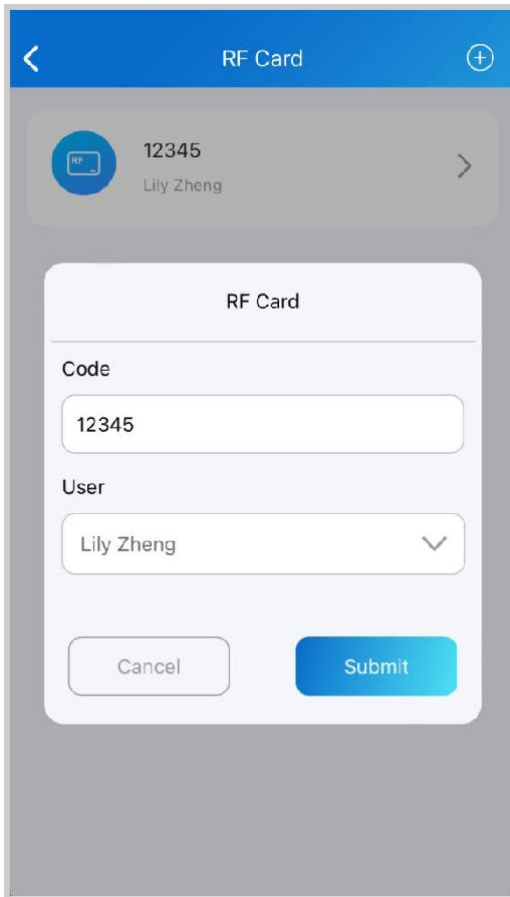 RF Card
RF
12345
Lily Zheng
RF Card
Code
12345
User
Lily Zheng
Cancel
Submit